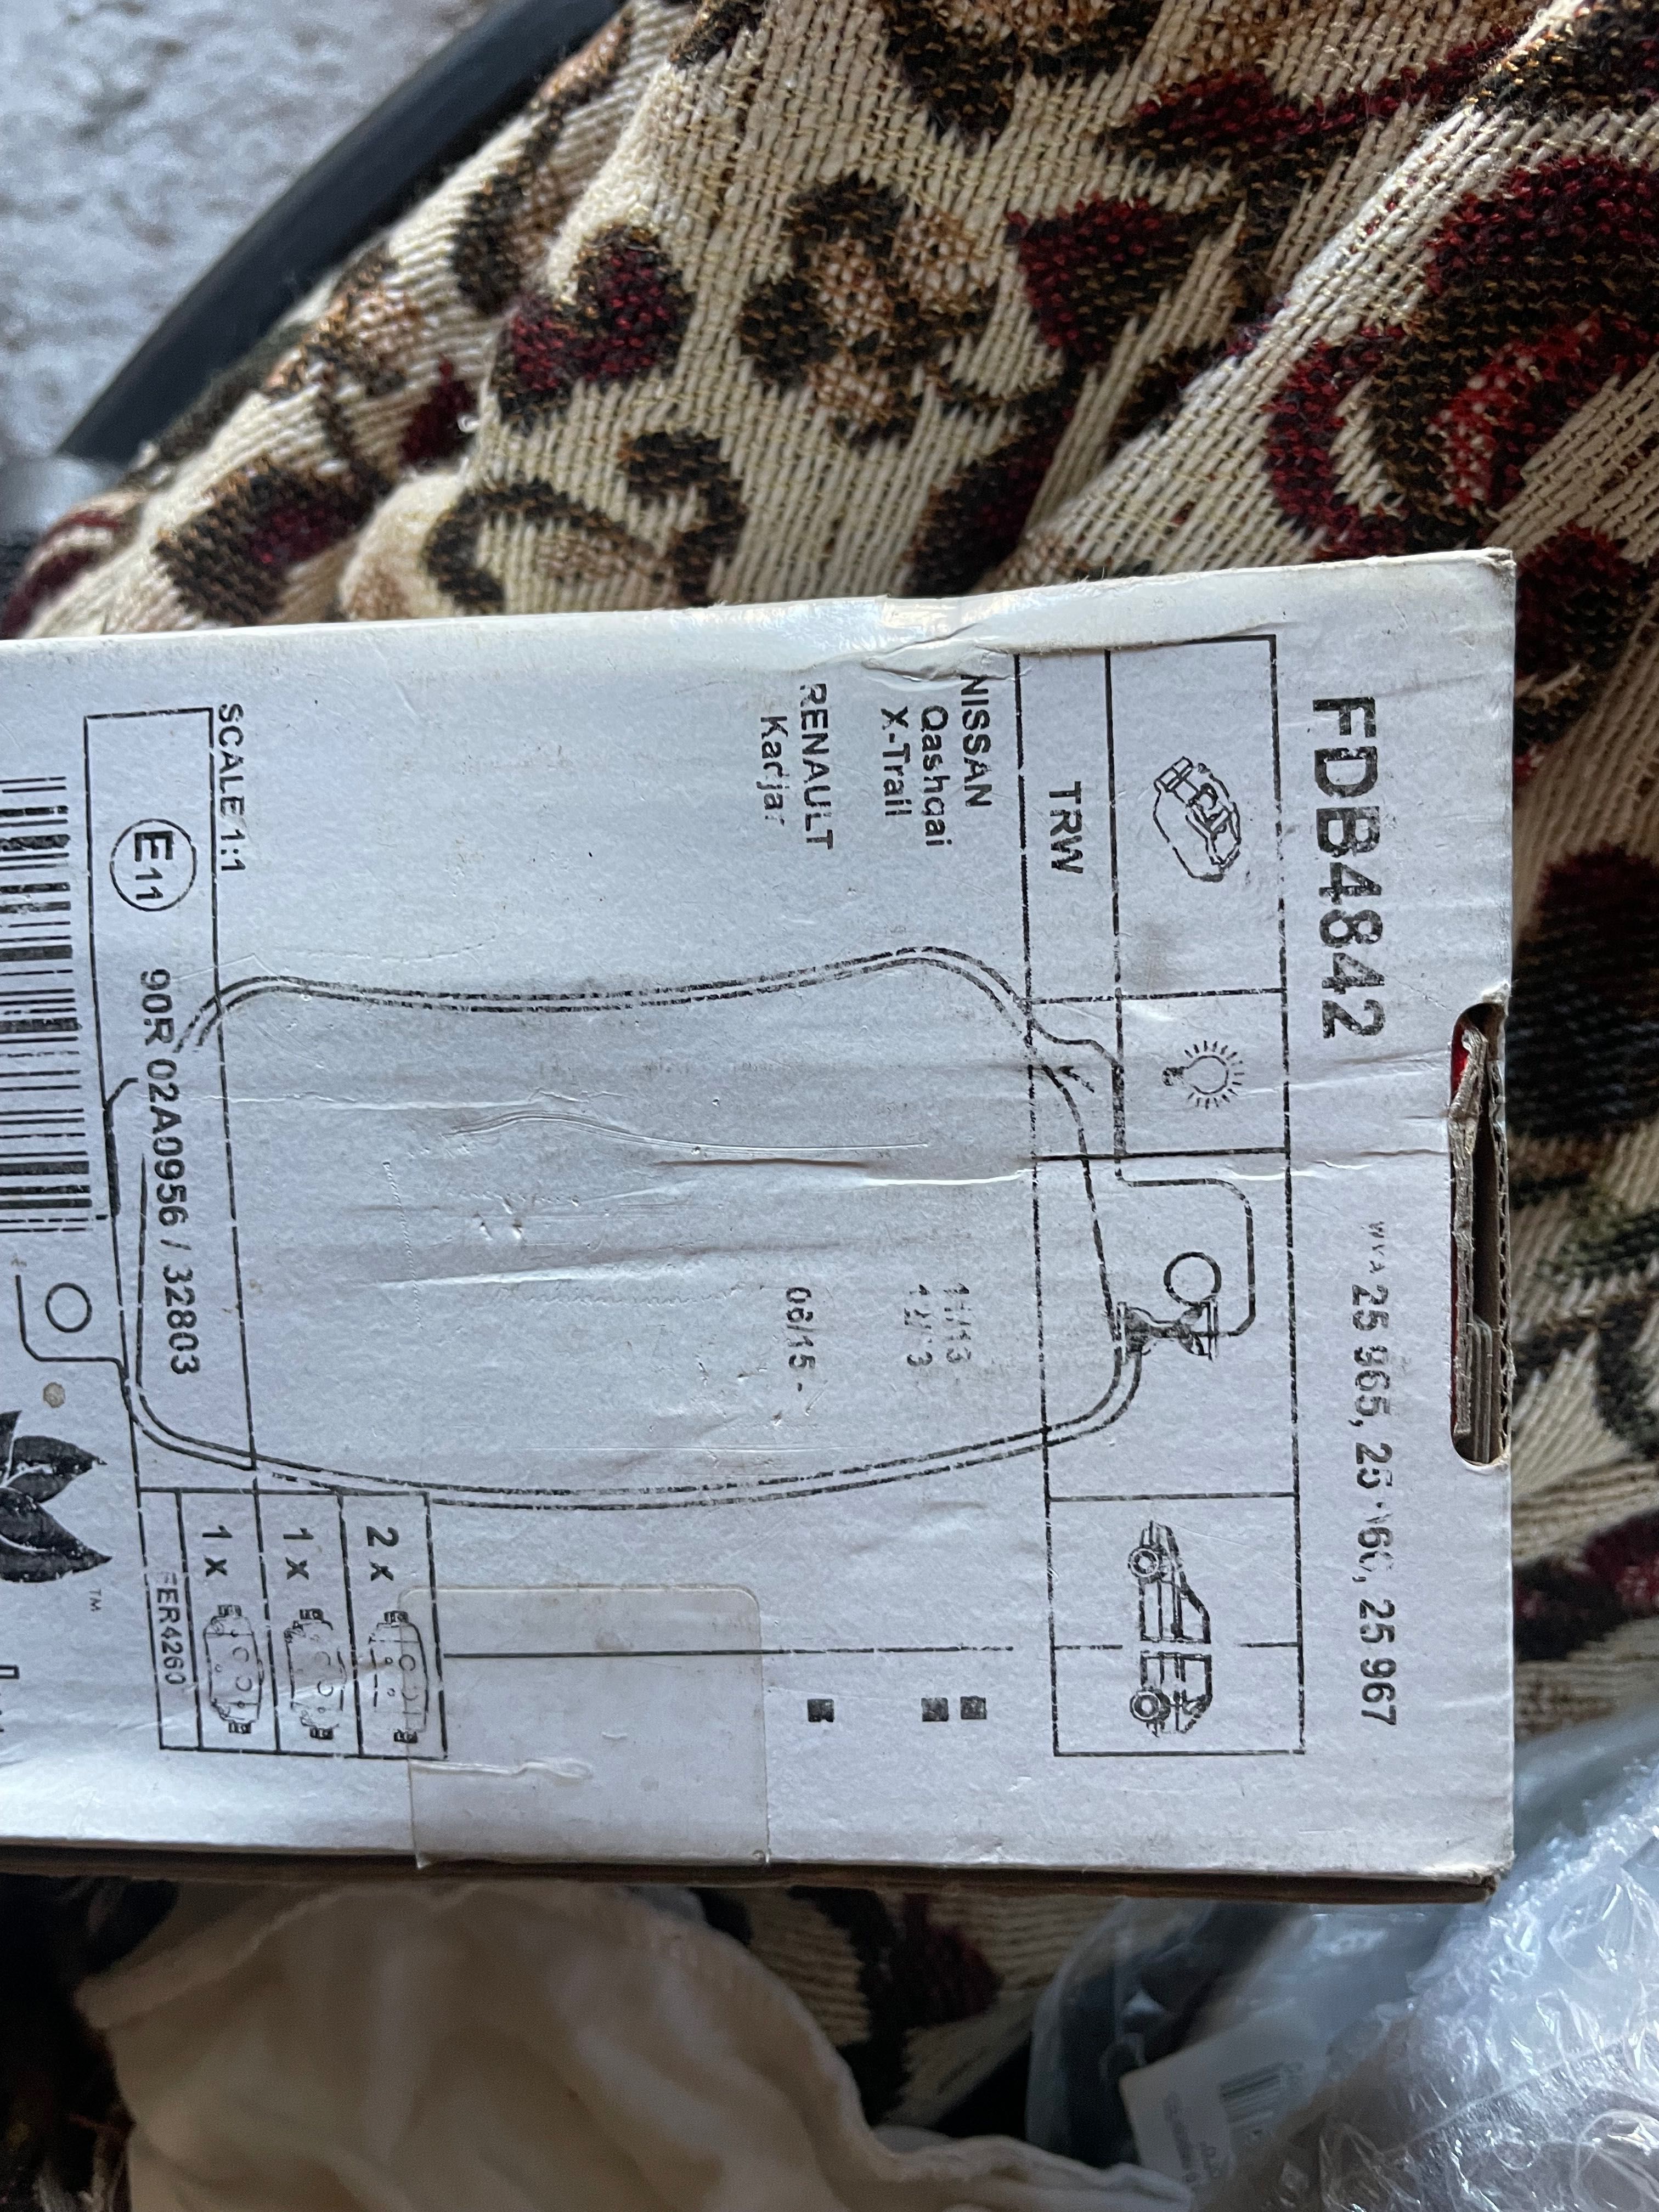 FDB4842
25 965, 25 967
TRW
NISSAN
Qashqai
X-Trail
RENAULT
Kadjar
06/15 -
2 x
1 x
1 x
FER4260
SCALE 1:1
E11 90R 02A0956 / 32803
TM